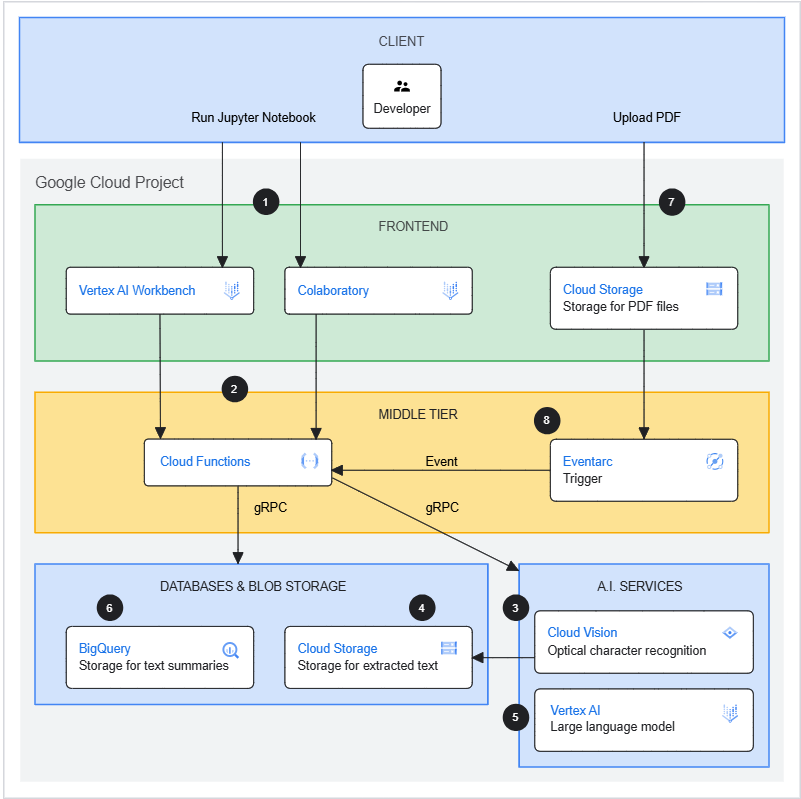 CLIENT
Developer
Run Jupyter Notebook
Upload PDF
Google Cloud Project
1
7
FRONTEND
Vertex AI Workbench
Colaboratory
Cloud Storage
Storage for PDF files
2
MIDDLE TIER
8
Cloud Functions
Event
Eventarc
Trigger
gRPC
gRPC
DATABASES & BLOB STORAGE
A.I. SERVICES
6
4
3
BigQuery
Storage for text summaries
Cloud Storage
Storage for extracted text
Cloud Vision
Optical character recognition
5
Vertex AI
Large language model